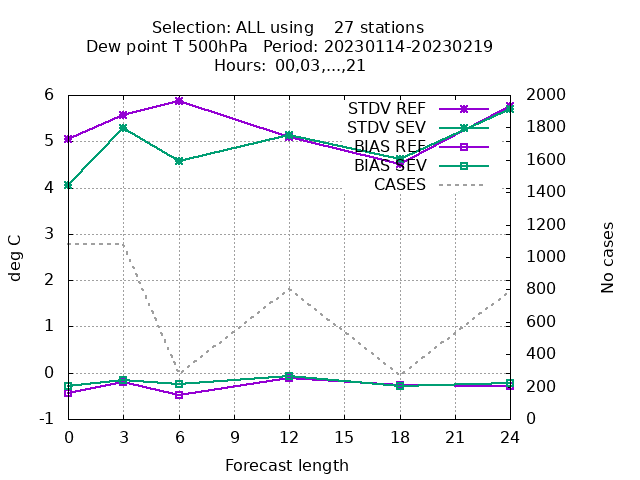 Selection: ALL using    27 stations
Dew point T 500hPa   Period: 20230114-20230219
Hours: 00,03,...,21
STDV REF
STDV SEV
BIAS REF
BIAS SEV
CASES
6
5
4
3
2
1
0
-1
2000
1800
1600
1400
1200
1000
800
600
400
200
0
deg C
No cases
0 3 6 9 12 15 18 21 24
Forecast length